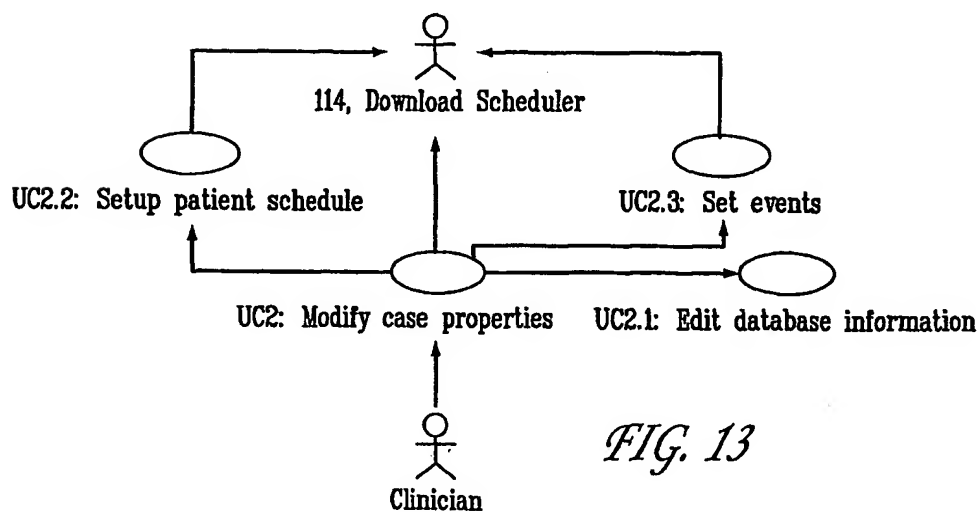 114, Download Scheduler
UC2.2: Setup patient schedule
UC2.3: Set events
UC2: Modify case properties
UC2.1: Edit database information
Clinician
FIG. 13